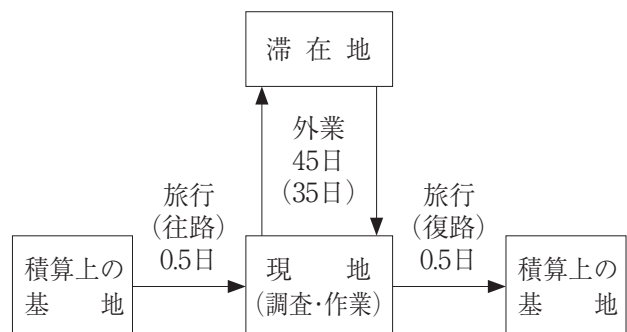 滞在地
外業
45日
(35日)
旅行
(往路)
0.5日
旅行
(復路)
0.5日
積算上の
基地
現地
(調査・作業)
積算上の
基地